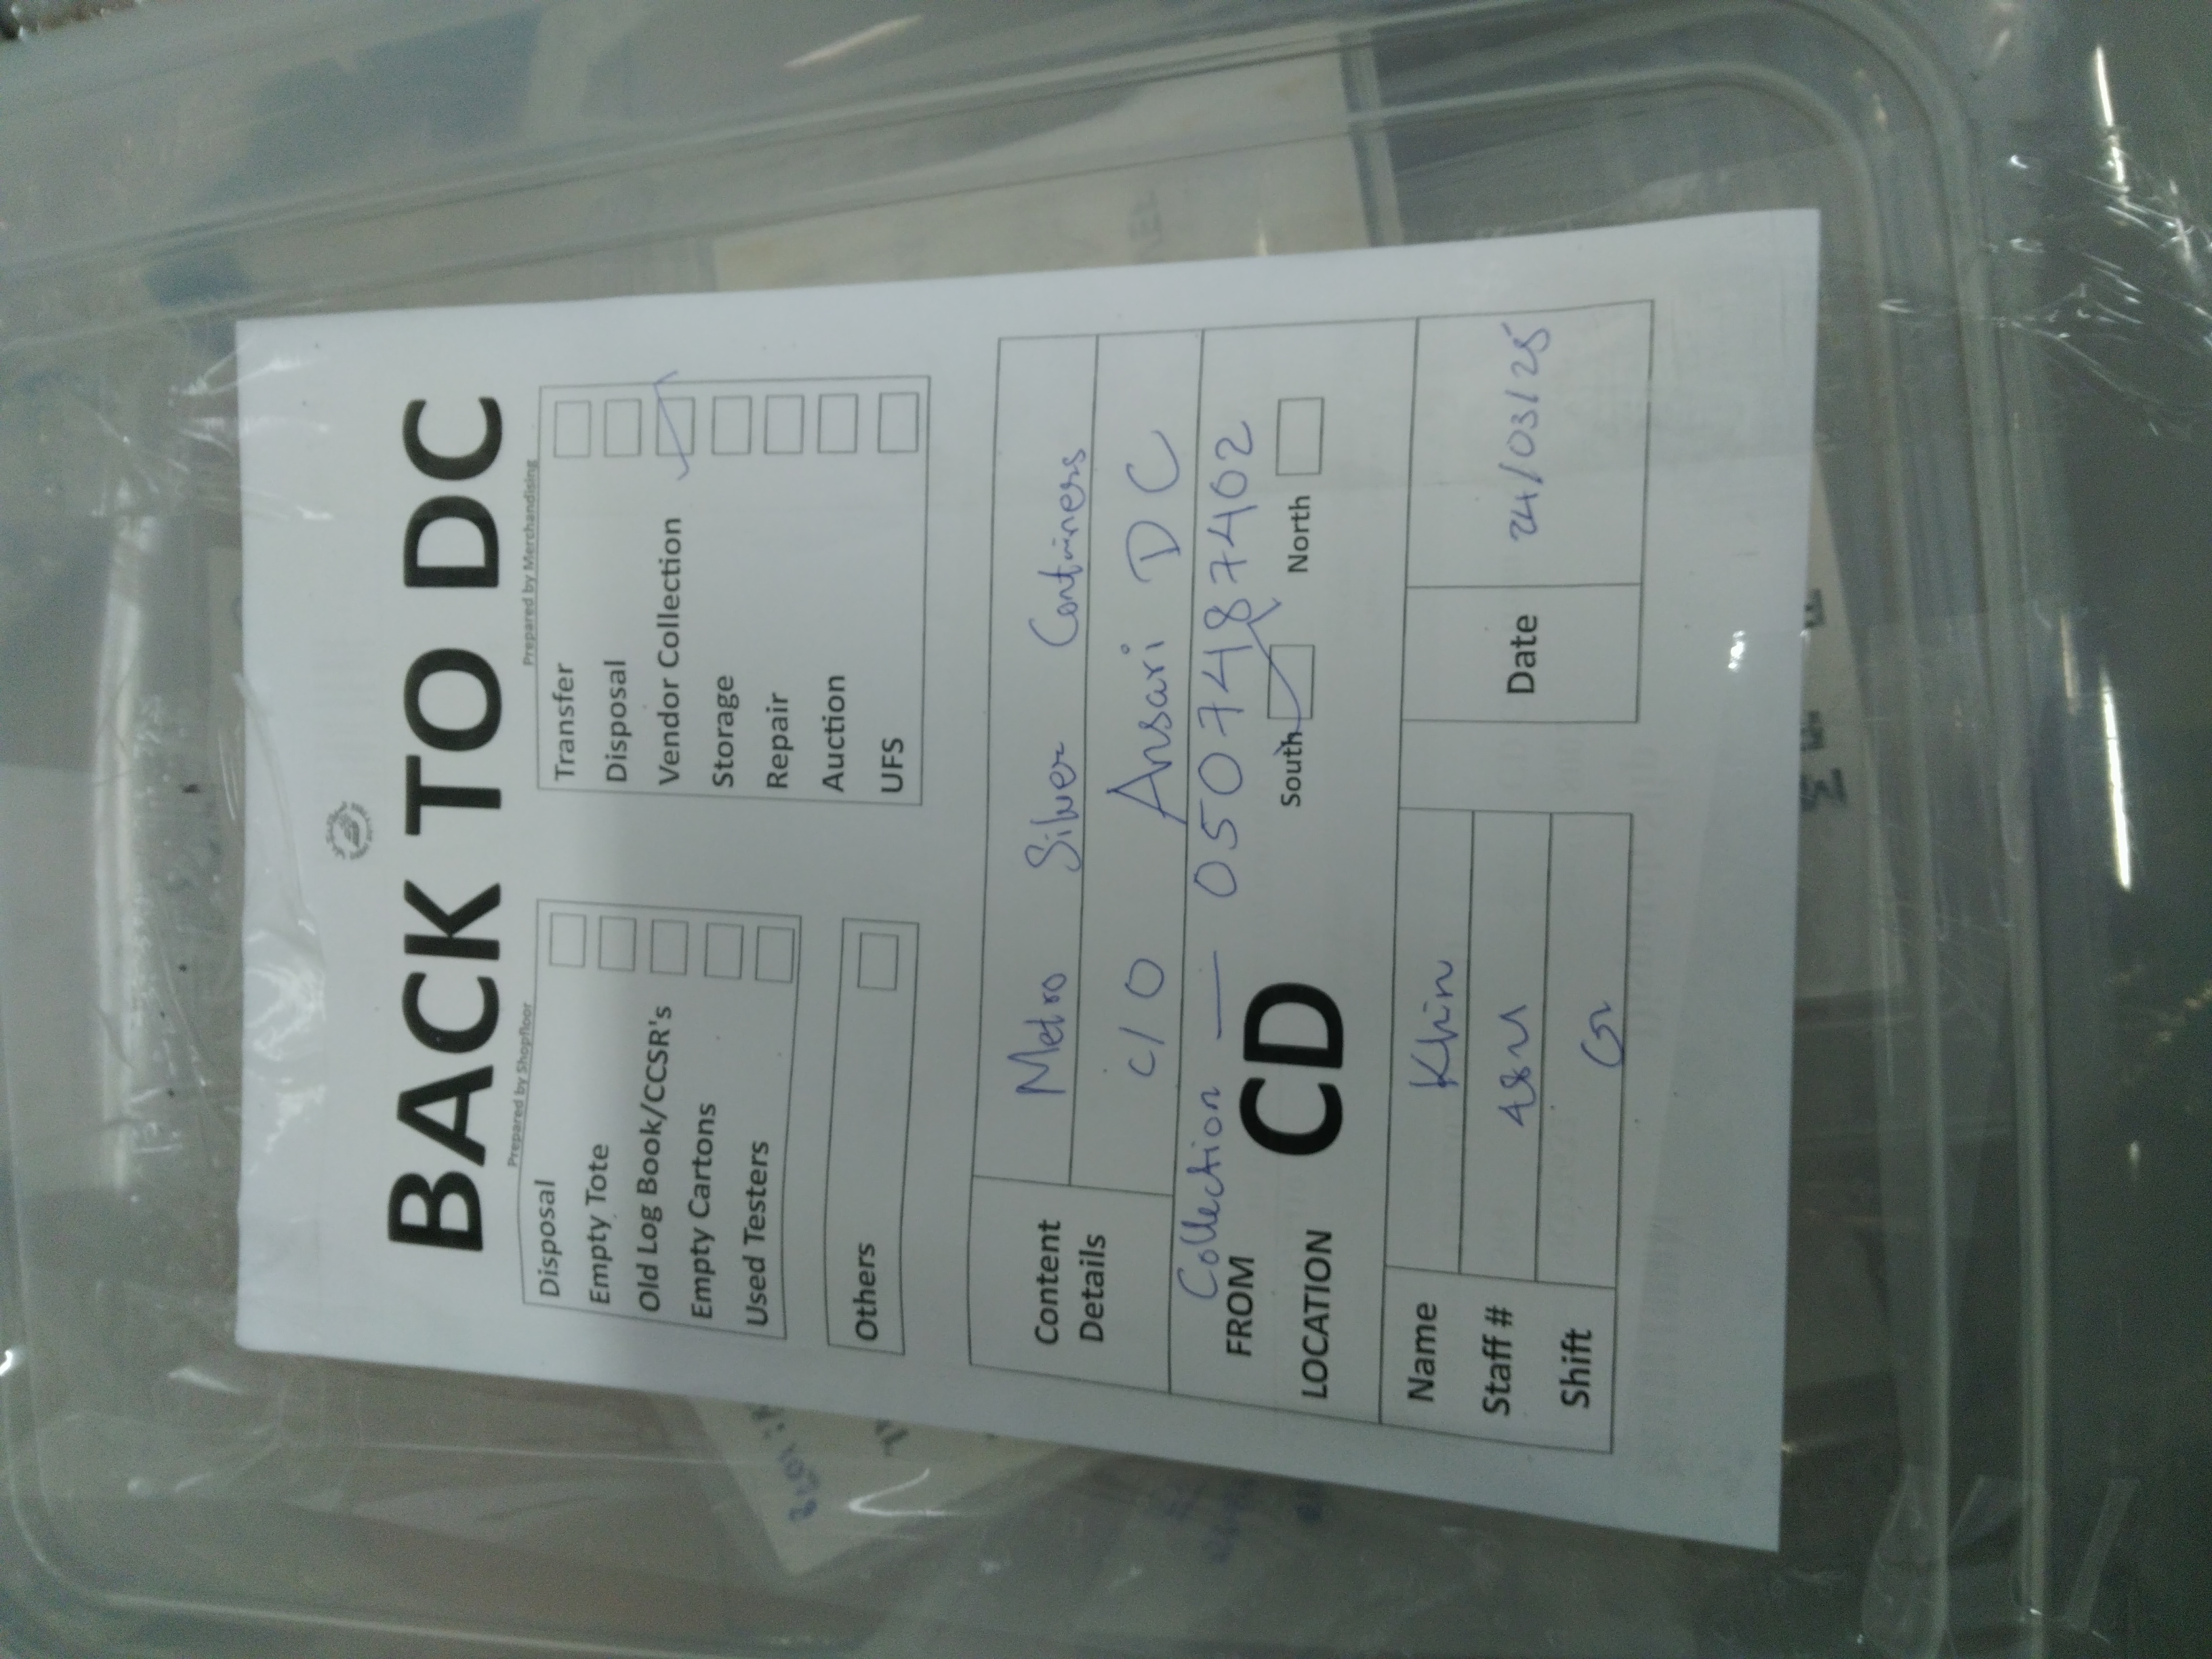 BACK TO DC
Prepared by Shopfloor
Disposal
Empty Tote
Old Log Book/CCSR's
Empty Cartons
Used Testers
Others
Prepared by Merchandising
Transfer
Disposal
Vendor Collection
Storage
Repair
Auction
UFS
Content Details
Metro Silver Continers
C/O Ansari DC
Collection — 0507487402
FROM LOCATION
CD
South
North
Name Khin
Staff #
Shift G
Date 24/03/25